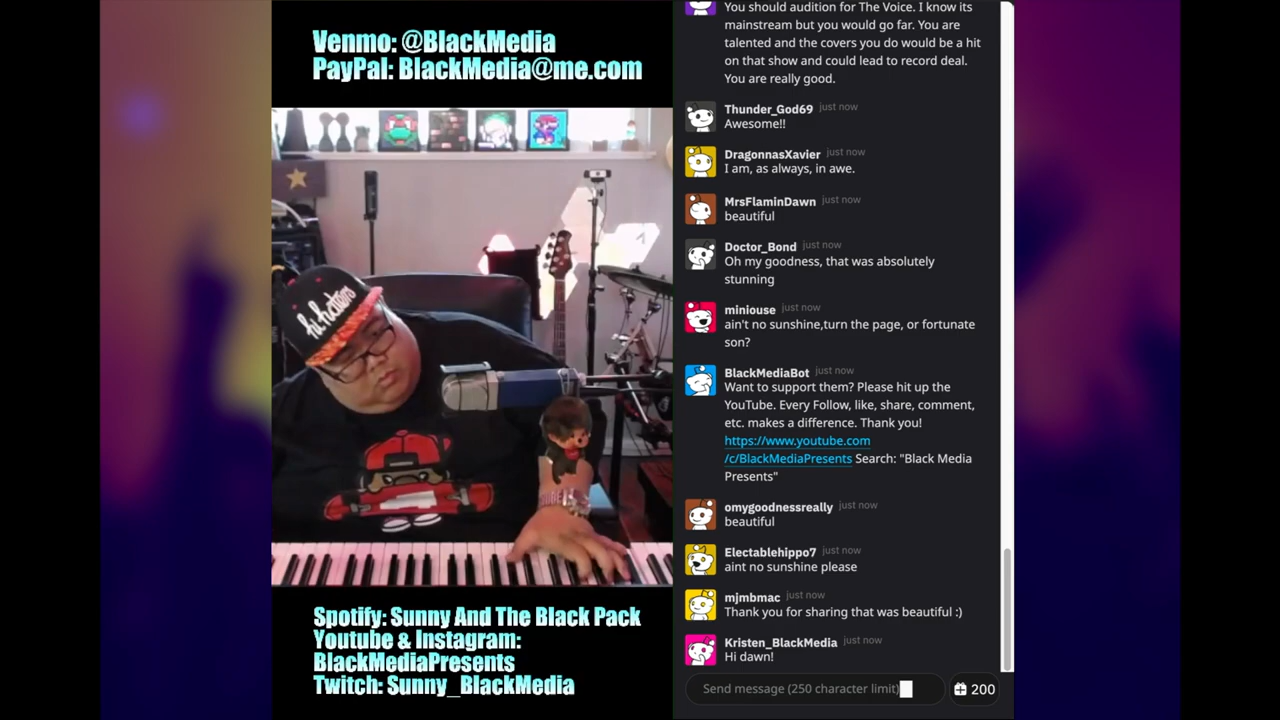 Venmo: @BlackMedia
PayPal: BlackMedia@me.com
hi haters
Spotify: Sunny And The Black Pack
Youtube & Instagram:
BlackMediaPresents
Twitch: Sunny_BlackMedia
You should audition for The Voice. I know its
mainstream but you would go far. You are
talented and the covers you do would be a hit
on that show and could lead to record deal.
You are really good.
Thunder_God69 just now
Awesome!!
DragonnasXavier just now
I am, as always, in awe.
MrsFlaminDawn just now
beautiful
Doctor_Bond just now
Oh my goodness, that was absolutely
stunning
miniouse just now
ain't no sunshine,turn the page, or fortunate
son?
BlackMediaBot just now
Want to support them? Please hit up the
YouTube. Every Follow, like, share, comment,
etc. makes a difference. Thank you!
https://www.youtube.com
/c/BlackMediaPresents Search: "Black Media
Presents"
omygoodnessreally just now
beautiful
Electablehippo7 just now
aint no sunshine please
mjmbmac just now
Thank you for sharing that was beautiful :)
Kristen_BlackMedia just now
Hi dawn!
Send message (250 character limit)
200